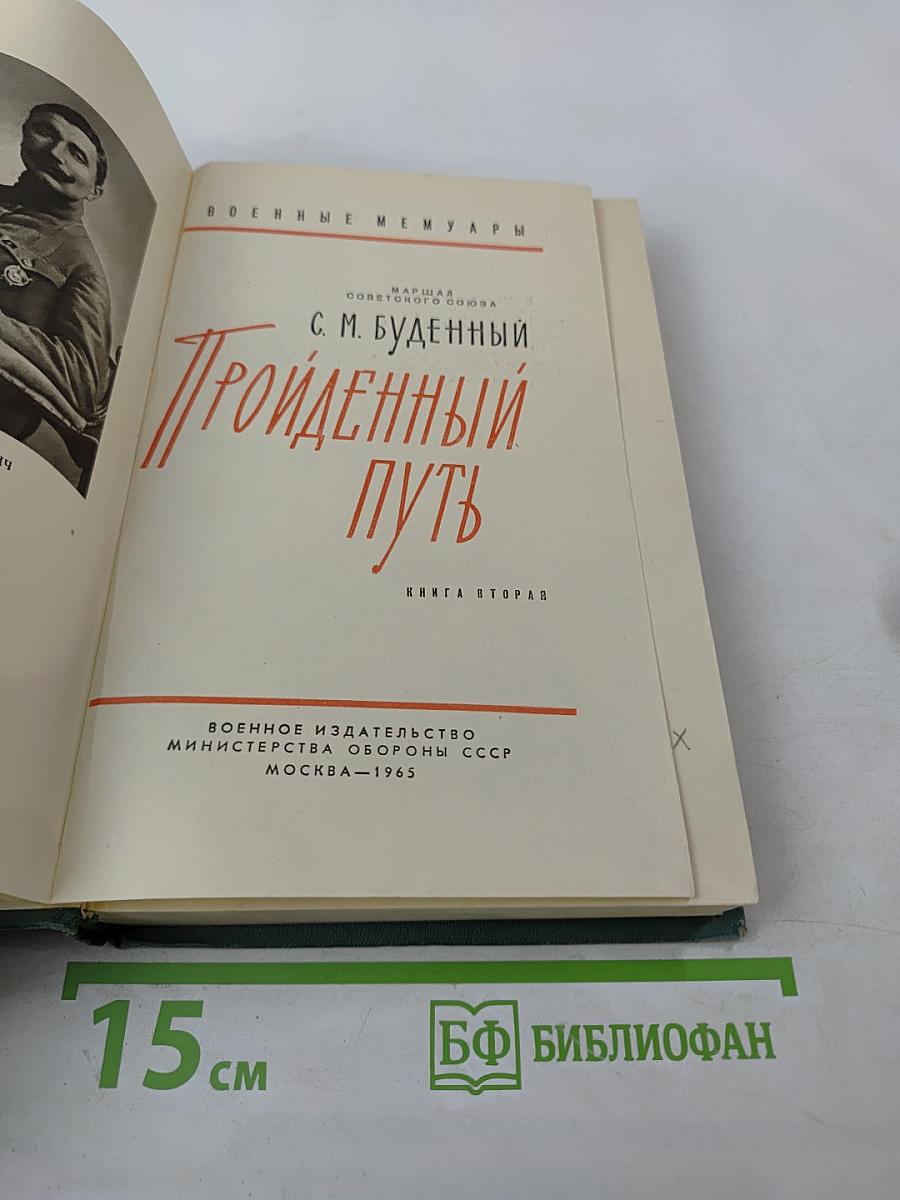 ВОЕННЫЕ МЕМУАРЫ
МАРШАЛ
СОВЕТСКОГО СОЮЗА
С. М. БУДЕННЫЙ
ПРОЙДЕННЫЙ
ПУТЬ
КНИГА ВТОРАЯ
ВОЕННОЕ ИЗДАТЕЛЬСТВО
МИНИСТЕРСТВА ОБОРОНЫ СССР
МОСКВА—1965
15 см
БФ БИБЛИОФАН